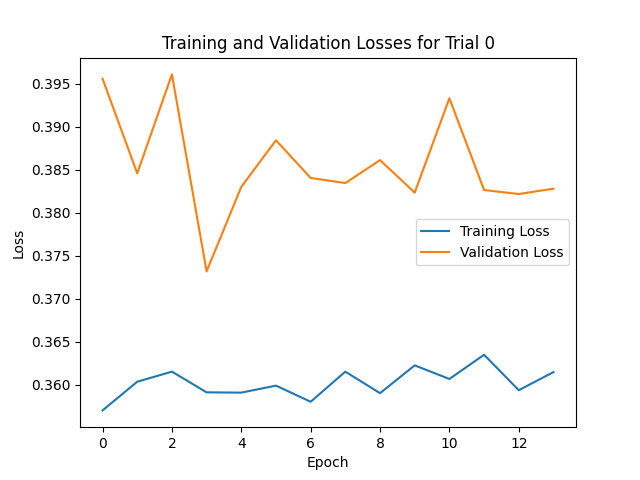 Training and Validation Losses for Trial 0
0.395
0.390
0.385
0.380
0.375
0.370
0.365
0.360
Loss
Training Loss
Validation Loss
0 2 4 6 8 10 12
Epoch